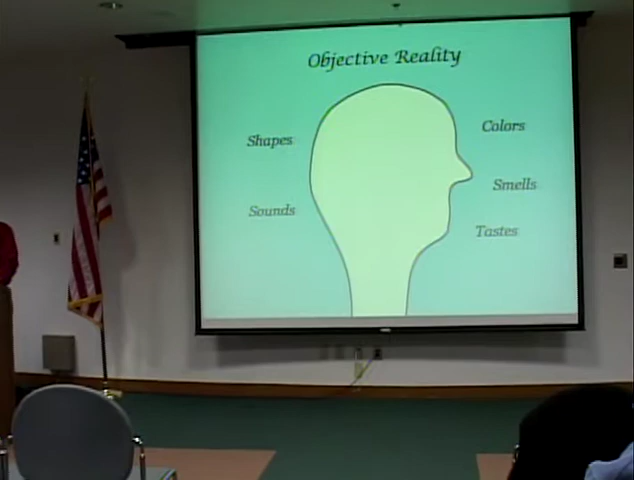 Objective Reality
Shapes
Colors
Smells
Sounds
Tastes